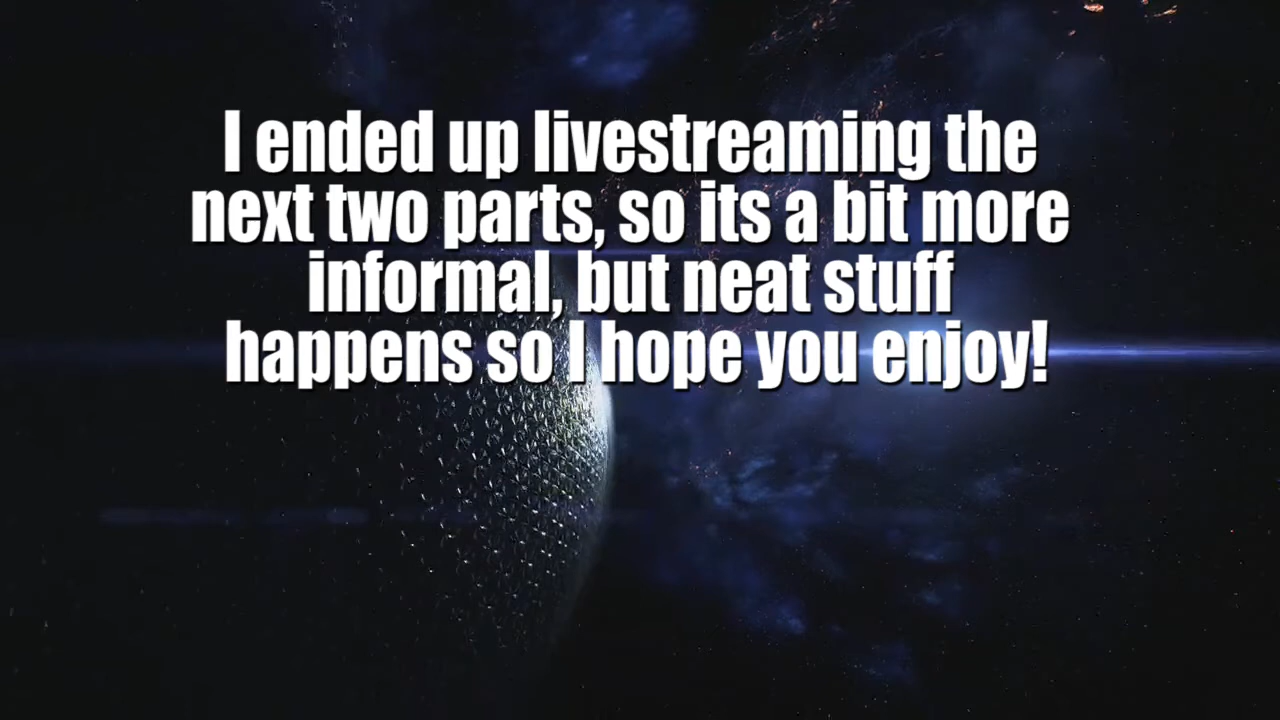 I ended up livestreaming the
next two parts, so its a bit more
informal, but neat stuff
happens so I hope you enjoy!